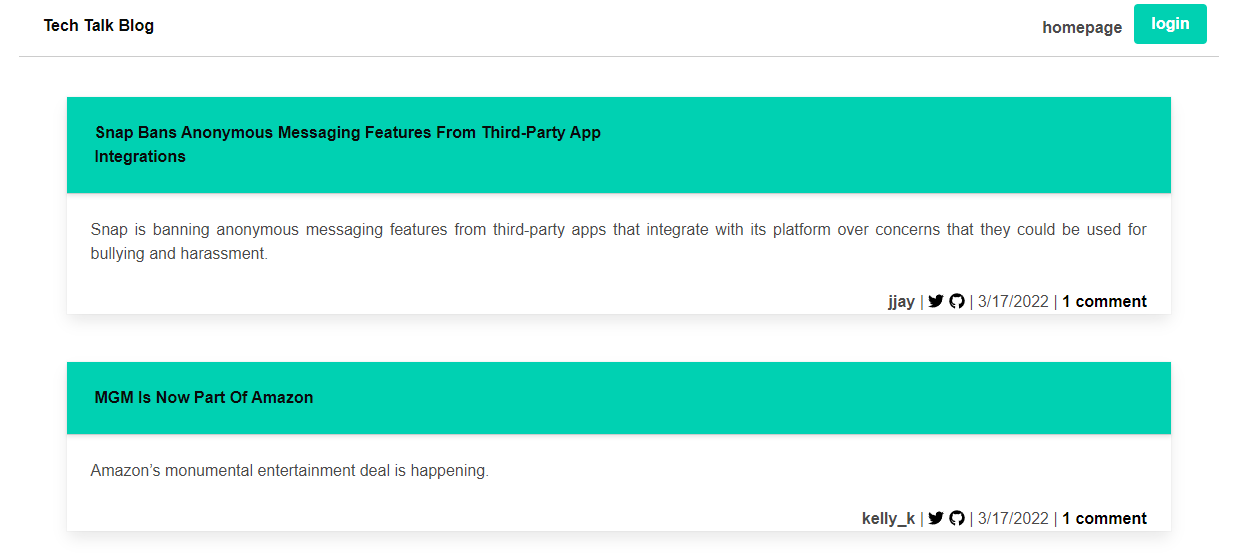 Tech Talk Blog
homepage
login
Snap Bans Anonymous Messaging Features From Third-Party App
Integrations
Snap is banning anonymous messaging features from third-party apps that integrate with its platform over concerns that they could be used for
bullying and harassment.
jjay | | 3/17/2022 | 1 comment
MGM Is Now Part Of Amazon
Amazon’s monumental entertainment deal is happening.
kelly_k | | 3/17/2022 | 1 comment